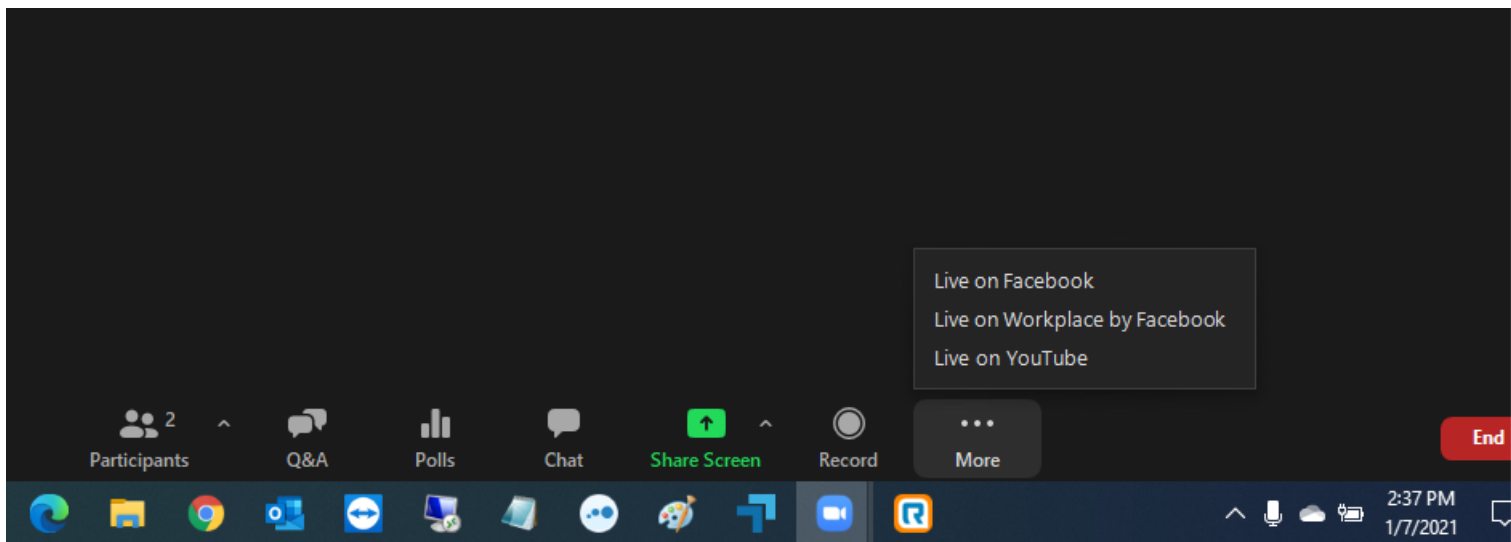 Live on Facebook
Live on Workplace by Facebook
Live on YouTube
2
Participants
Q&A
Polls
Chat
Share Screen
Record
More
End
2:37 PM
1/7/2021